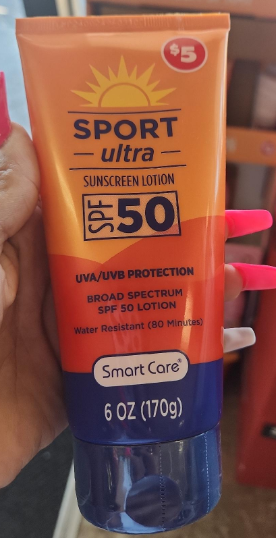 $5
SPORT
ultra
SUNSCREEN LOTION
SPF 50
UVA/UVB PROTECTION
BROAD SPECTRUM
SPF 50 LOTION
Water Resistant (80 Minutes)
Smart Care®
6 OZ (170g)